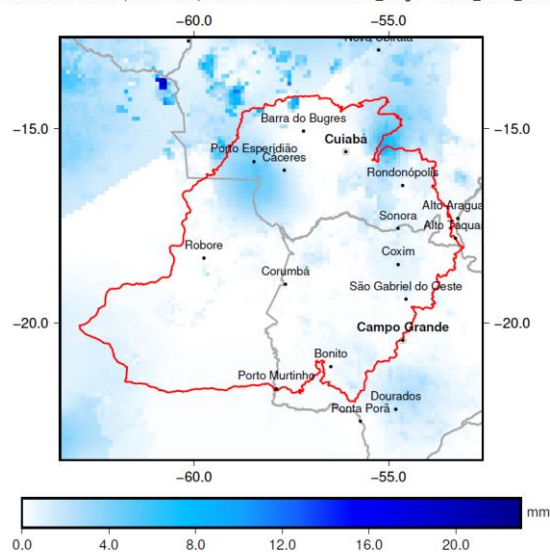 −60.0 −55.0
Nova Ubiratã
−15.0 −15.0
Barra do Bugres
Cuiabá
Porto Esperidião
Cáceres
Rondonópolis
Alto Aragua
Sonora
Alto Taquari
Robore
Coxim
Corumbá
São Gabriel do Oeste
−20.0 −20.0
Campo Grande
Bonito
Porto Murtinho
Dourados
Ponta Porã
−60.0 −55.0
mm
0.0 4.0 8.0 12.0 16.0 20.0